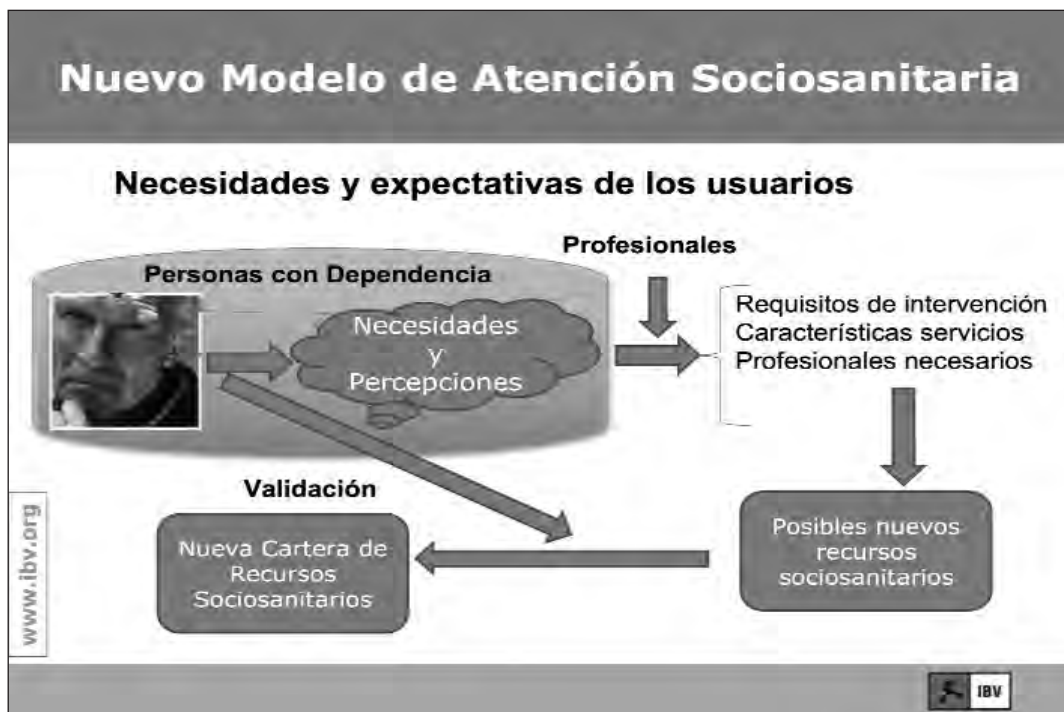 Nuevo Modelo de Atención Sociosanitaria
Necesidades y expectativas de los usuarios
Profesionales
Personas con Dependencia
Necesidades
y
Percepciones
Requisitos de intervención
Características servicios
Profesionales necesarios
Validación
Nueva Cartera de
Recursos
Sociosanitarios
Posibles nuevos
recursos
sociosanitarios
www.ibv.org
IBV